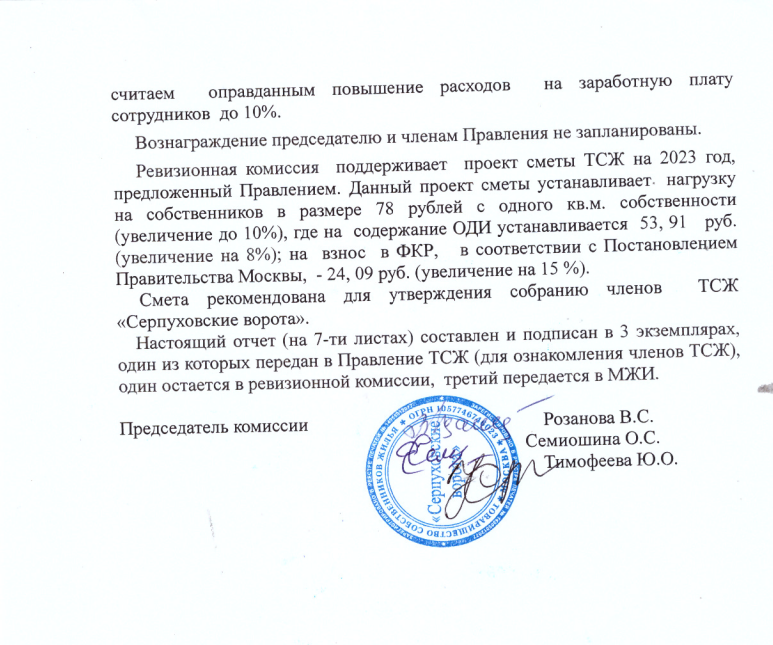 считаем оправданным повышение расходов на заработную плату
сотрудников до 10%.
Вознаграждение председателю и членам Правления не запланированы.
Ревизионная комиссия поддерживает проект сметы ТСЖ на 2023 год,
предложенный Правлением. Данный проект сметы устанавливает нагрузку
на собственников в размере 78 рублей с одного кв.м. собственности
(увеличение до 10%), где на содержание ОДИ устанавливается 53, 91 руб.
(увеличение на 8%); на взнос в ФКР, в соответствии с Постановлением
Правительства Москвы, - 24, 09 руб. (увеличение на 15 %).
Смета рекомендована для утверждения собранию членов ТСЖ
«Серпуховские ворота».
Настоящий отчет (на 7-ти листах) составлен и подписан в 3 экземплярах,
один из которых передан в Правление ТСЖ (для ознакомления членов ТСЖ),
один остается в ревизионной комиссии, третий передается в МЖИ.
Председатель комиссии
Розанова В.С.
Семиошина О.С.
Тимофеева Ю.О.
ТОВАРИЩЕСТВО СОБСТВЕННИКОВ ЖИЛЬЯ ★ ОГРН
«Серпуховские
ворота»